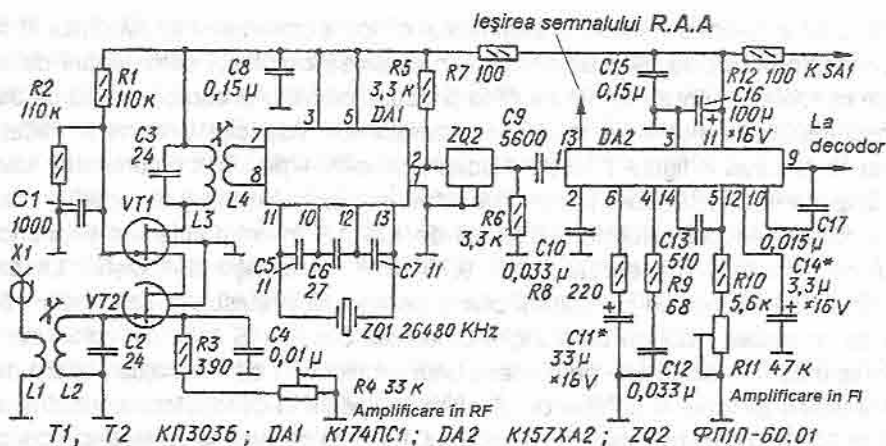 Ieşirea semnalului R.A.A
R2
110к
R1
110к
C8
0,15µ
R5
3,3к
DA1
R7 100
C9
5600
C15
0,15µ
C16
100µ
*16V
R12 100
K SA1
La
decodor
C3
24
7
8
3
5
2
ZQ2
1
13
DA2
3
11
9
C1
1000
X1
VT1
L3
L4
11
10
12
13
R6
3,3к
2
6
4
14
5
12
10
C5
11
C6
27
C7 11
C10
0,033µ
R8
220
C13
510
R9
68
R10
5,6к
C17
0,015µ
C14*
3,3µ
*16V
VT2
L1
L2
C2
24
R3
390
C4
0,01µ
ZQ1 26480 KHz
C11*
33µ
*16V
C12
0,033µ
R11 47к
R4 33к
Amplificare în RF
Amplificare în FI
T1, T2 КП303Б; DA1 К174ПС1; DA2 К157ХА2; ZQ2 ФП1П-60.01